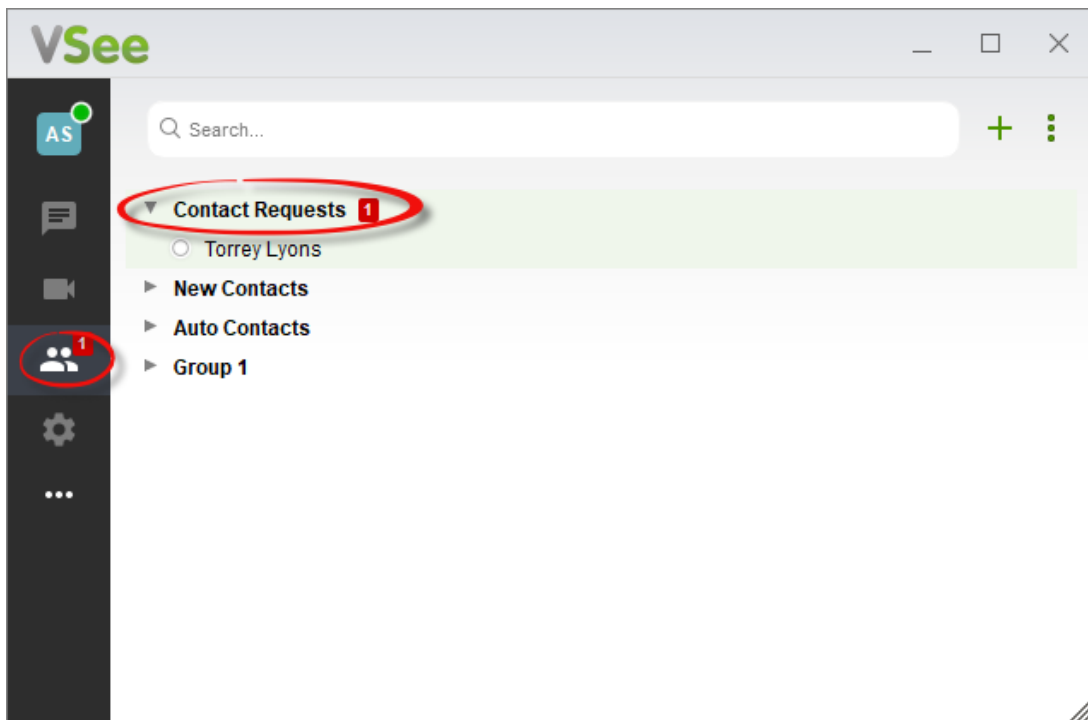 VSee
AS
Search...
Contact Requests 1
Torrey Lyons
New Contacts
Auto Contacts
1
Group 1